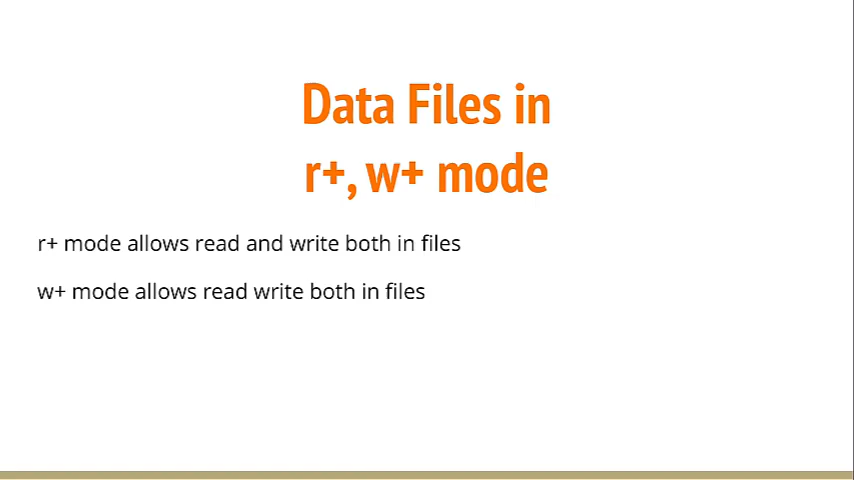 Data Files in
r+, w+ mode
r+ mode allows read and write both in files
w+ mode allows read write both in files